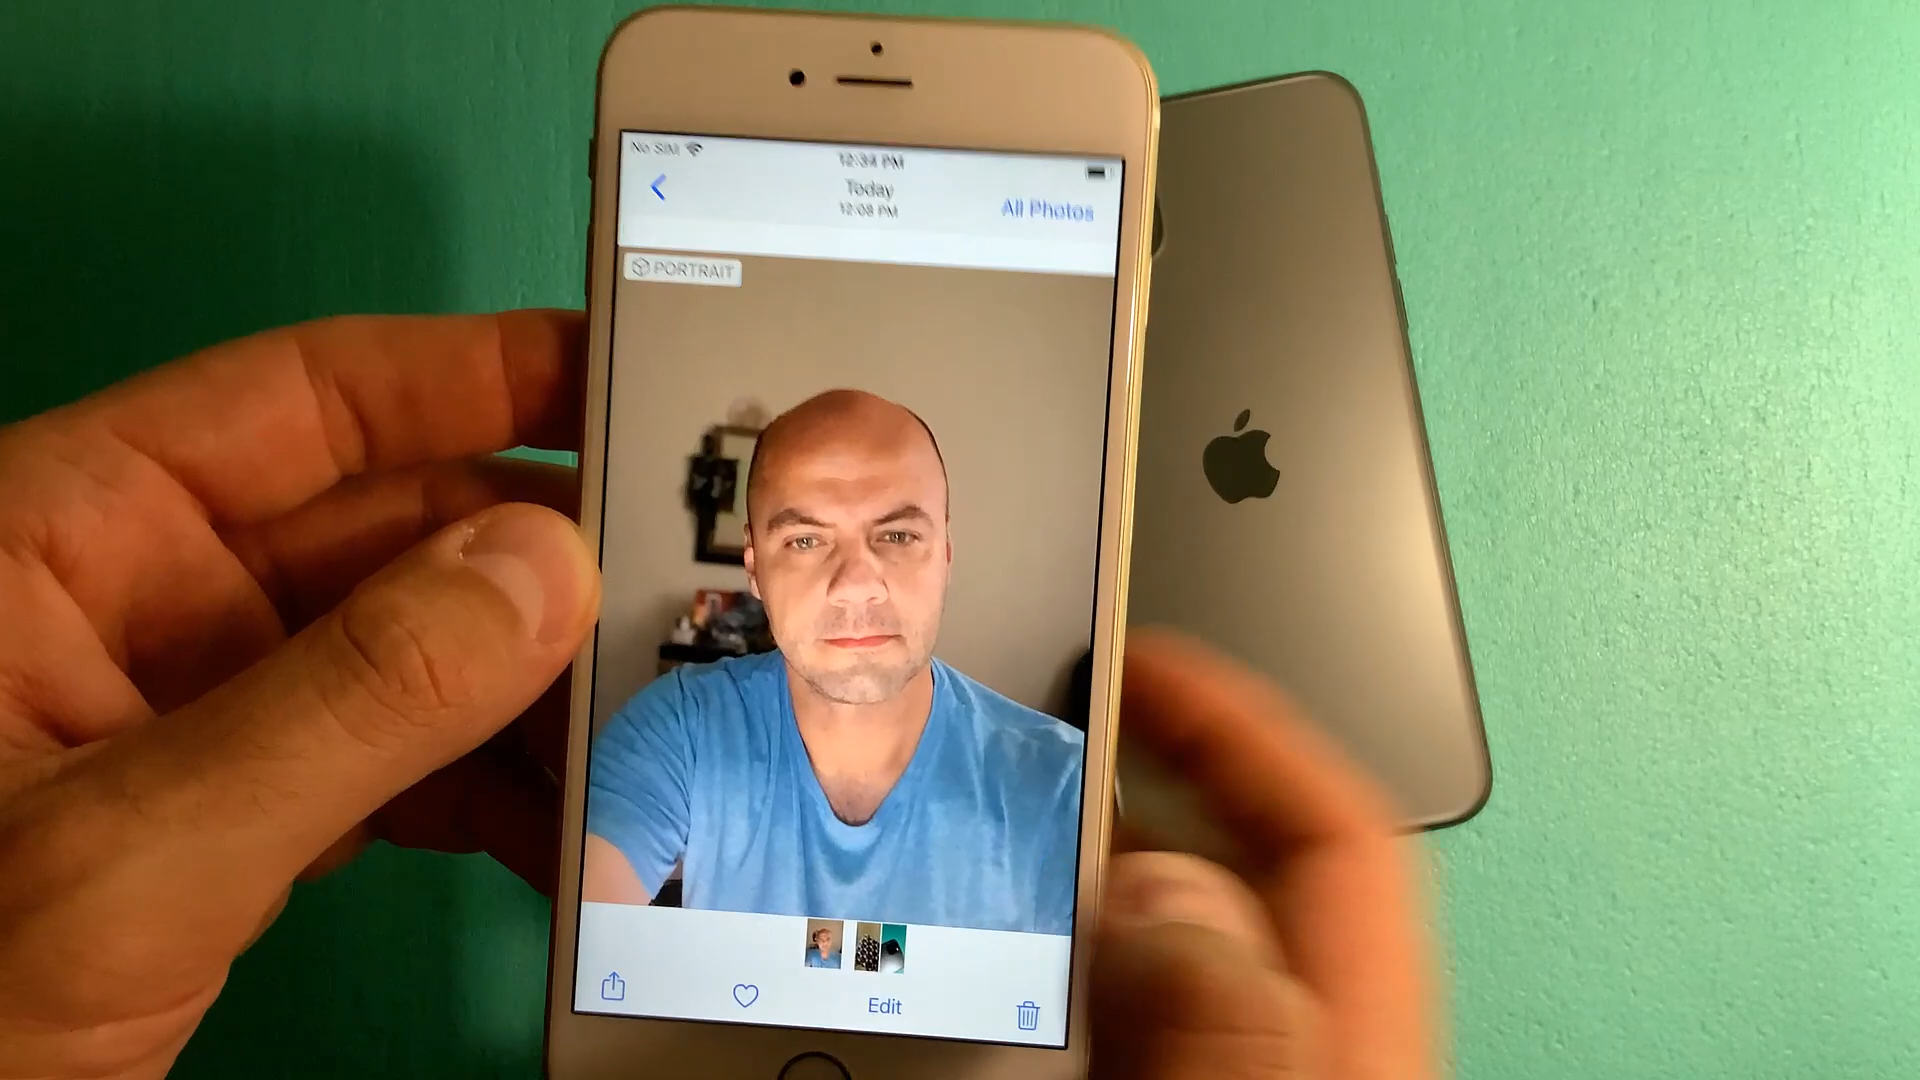 No SIM
12:34 PM
Today
12:08 PM
All Photos
PORTRAIT
Edit